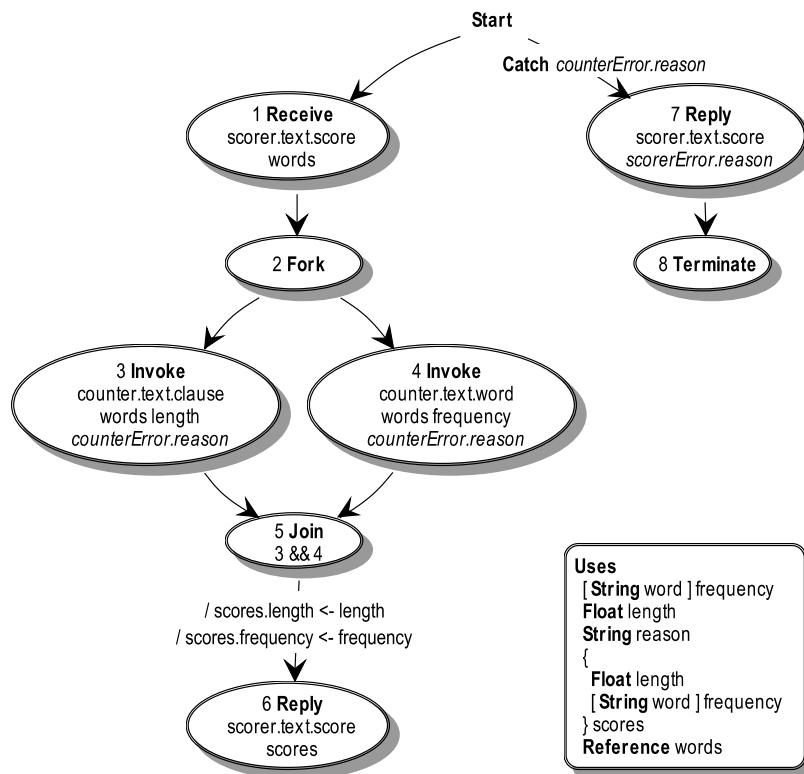 Start
Catch counterError.reason
1 Receive
scorer.text.score
words
7 Reply
scorer.text.score
scorerError.reason
2 Fork
8 Terminate
3 Invoke
counter.text.clause
words length
counterError.reason
4 Invoke
counter.text.word
words frequency
counterError.reason
5 Join
3 && 4
/ scores.length <- length
/ scores.frequency <- frequency
6 Reply
scorer.text.score
scores
Uses
[ String word ] frequency
Float length
String reason
{
Float length
[ String word ] frequency
} scores
Reference words